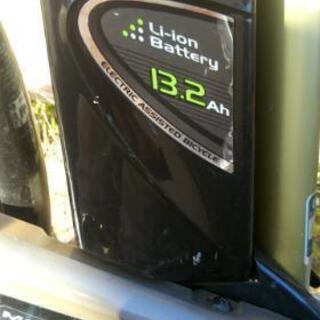 Li-ion
Battery
13.2Ah
ELECTRIC ASSISTED BICYCLE